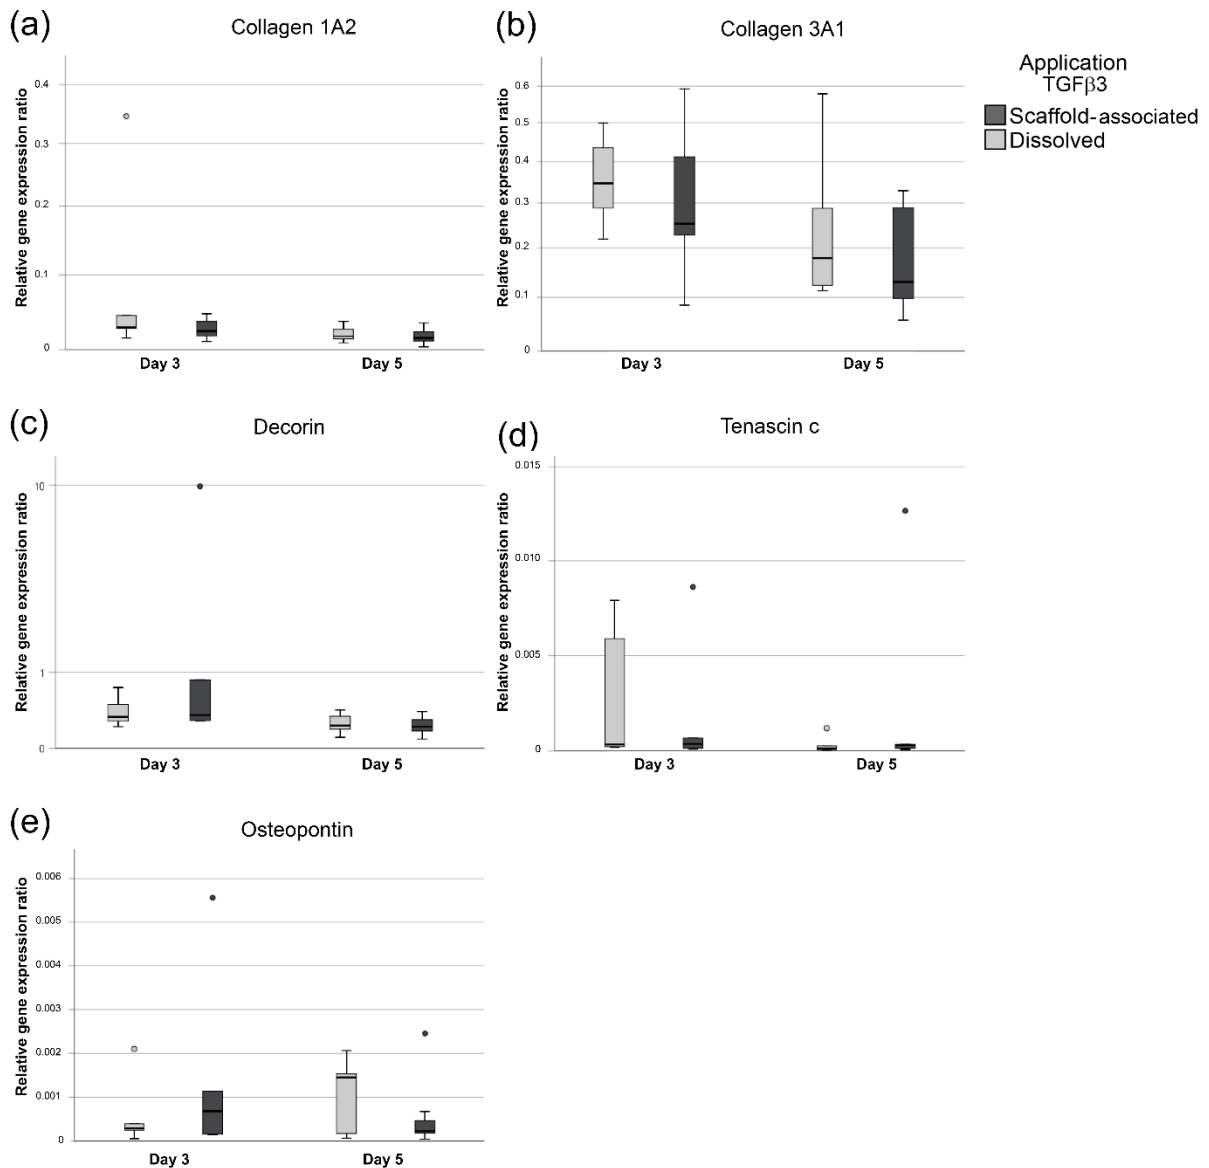 (a)
Collagen 1A2
Relative gene expression ratio
0.4
0.3
0.2
0.1
0
Day 3
Day 5
(b)
Collagen 3A1
Relative gene expression ratio
0.6
0.5
0.4
0.3
0.2
0.1
0
Day 3
Day 5
Application
TGFβ3
Scaffold-associated
Dissolved
(c)
Decorin
Relative gene expression ratio
10
1
0
Day 3
Day 5
(d)
Tenascin c
Relative gene expression ratio
0.015
0.010
0.005
0
Day 3
Day 5
(e)
Osteopontin
Relative gene expression ratio
0.006
0.005
0.004
0.003
0.002
0.001
0
Day 3
Day 5